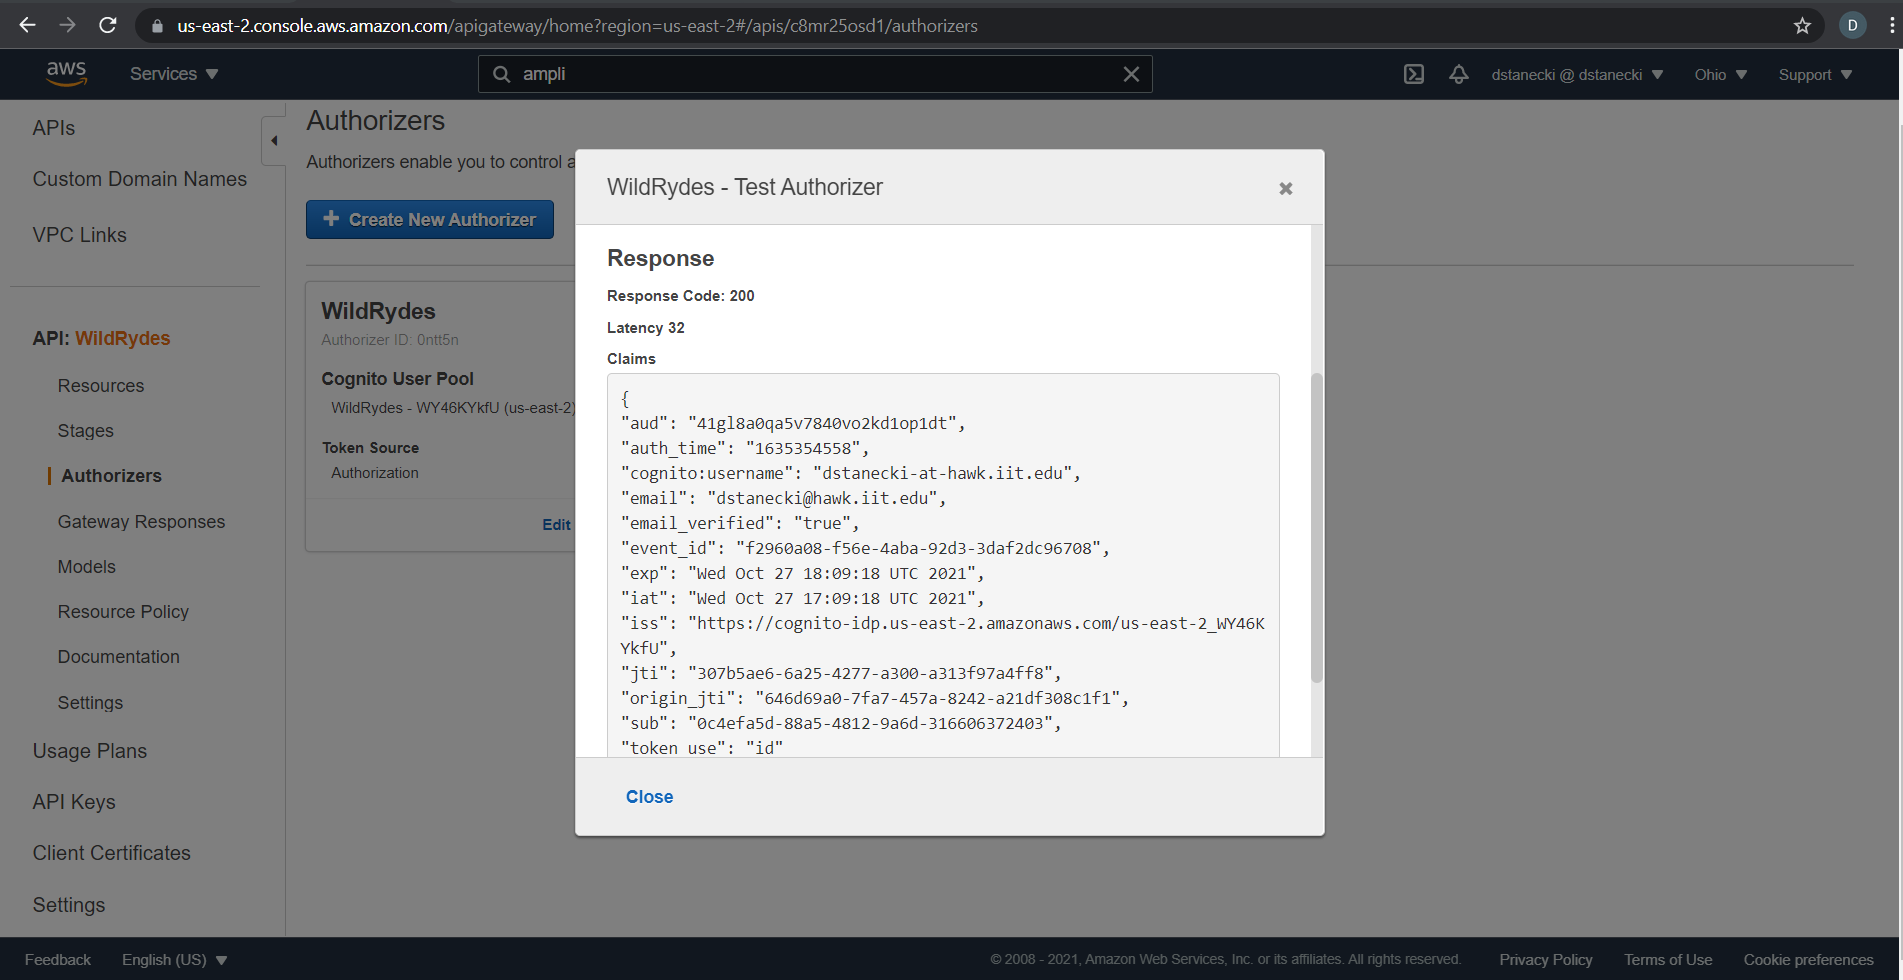 us-east-2.console.aws.amazon.com/apigateway/home?region=us-east-2#/apis/c8mr25osd1/authorizers
D
aws
Services
ampli
dstanecki @ dstanecki
Ohio
Support
APIs
Custom Domain Names
VPC Links
API: WildRydes
Resources
Stages
Authorizers
Gateway Responses
Models
Resource Policy
Documentation
Settings
Usage Plans
API Keys
Client Certificates
Settings
Authorizers
Authorizers enable you to control a
+ Create New Authorizer
WildRydes
Authorizer ID: 0ntt5n
Cognito User Pool
WildRydes - WY46KYkfU (us-east-2)
Token Source
Authorization
Edit
WildRydes - Test Authorizer
Response
Response Code: 200
Latency 32
Claims
{
"aud": "41gl8a0qa5v7840vo2kd1op1dt",
"auth_time": "1635354558",
"cognito:username": "dstanecki-at-hawk.iit.edu",
"email": "dstanecki@hawk.iit.edu",
"email_verified": "true",
"event_id": "f2960a08-f56e-4aba-92d3-3daf2dc96708",
"exp": "Wed Oct 27 18:09:18 UTC 2021",
"iat": "Wed Oct 27 17:09:18 UTC 2021",
"iss": "https://cognito-idp.us-east-2.amazonaws.com/us-east-2_WY46K
YkfU",
"jti": "307b5ae6-6a25-4277-a300-a313f97a4ff8",
"origin_jti": "646d69a0-7fa7-457a-8242-a21df308c1f1",
"sub": "0c4efa5d-88a5-4812-9a6d-316606372403",
"token_use": "id"
Close
Feedback
English (US)
© 2008 - 2021, Amazon Web Services, Inc. or its affiliates. All rights reserved.
Privacy Policy
Terms of Use
Cookie preferences